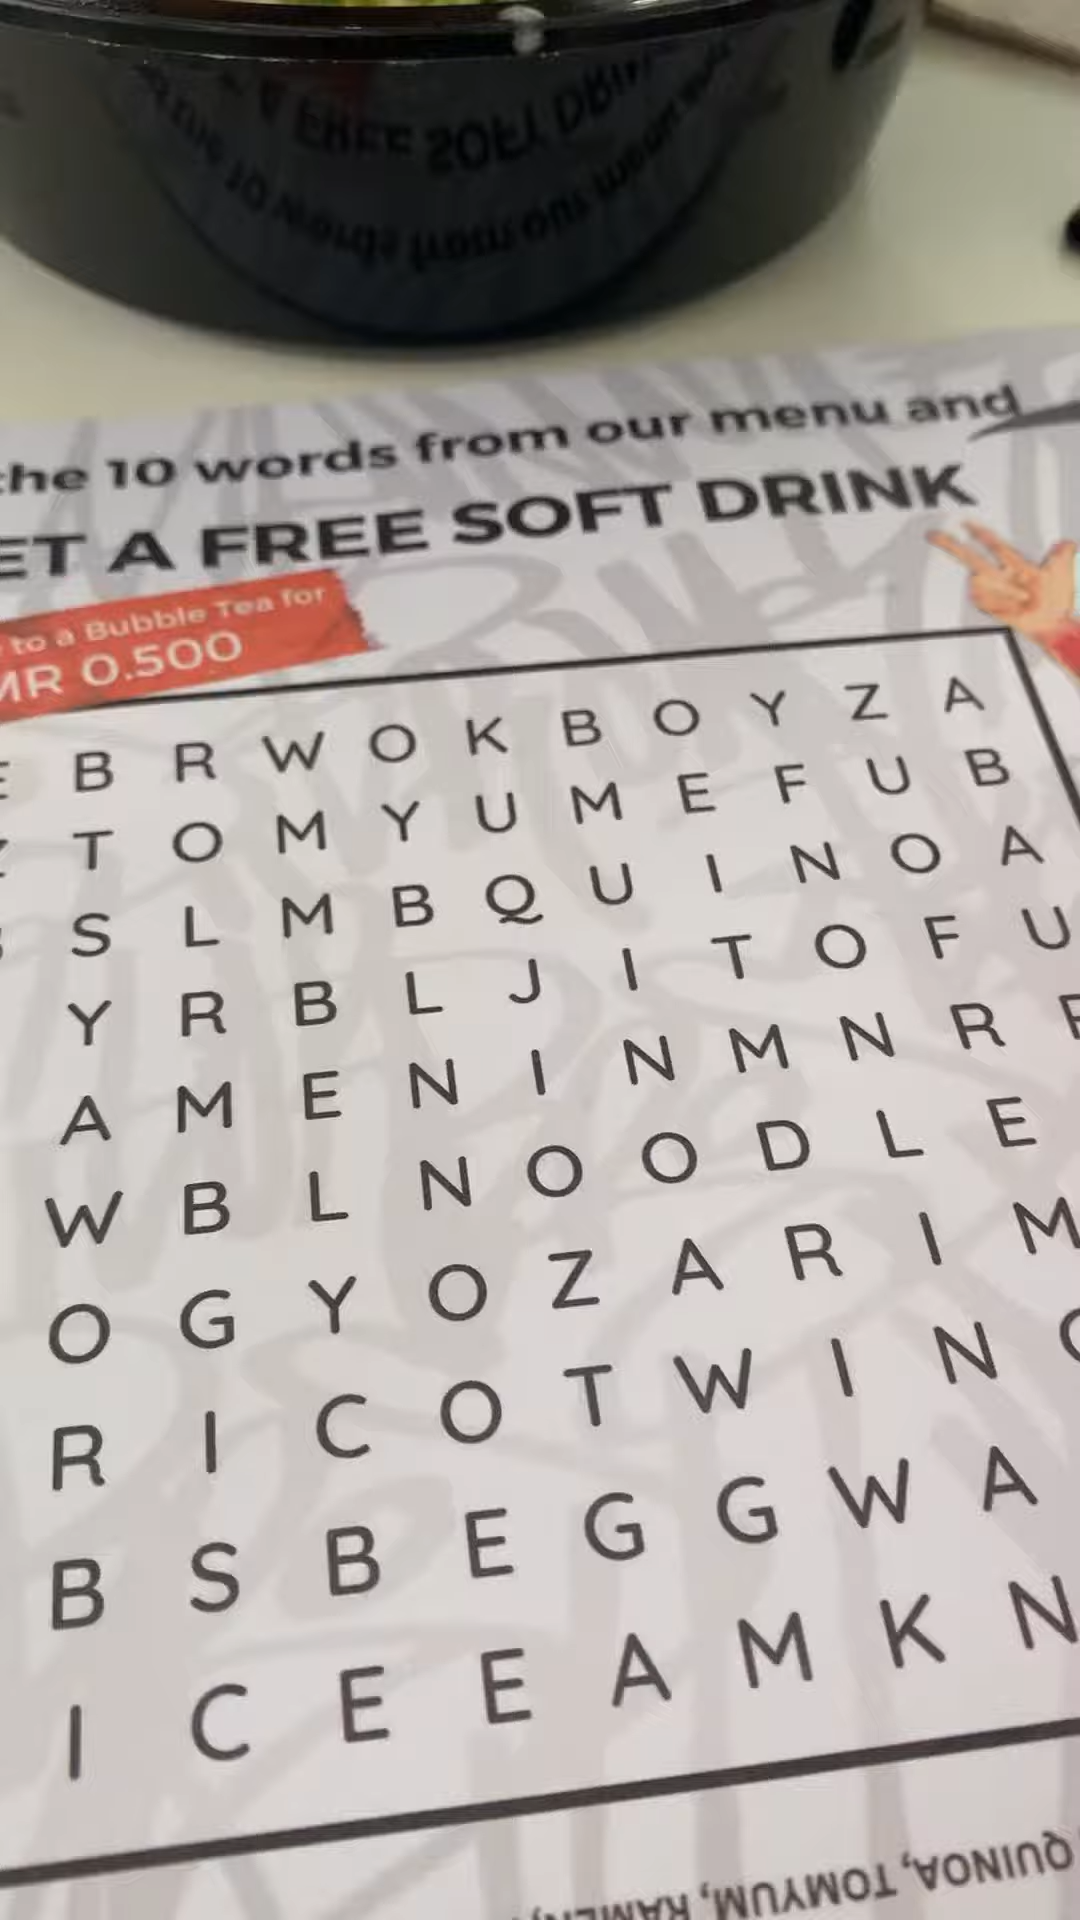 the 10 words from our menu and
ET A FREE SOFT DRINK
to a Bubble Tea for
MR 0.500
E B R W O K B O Y Z A
T O M Y U M E F U B
S L M B Q U I N O A
Y R B L J I T O F U
A M E N I N M N R
W B L N O O D L E
O G Y O Z A R I M
R I C O T W I N
B S B E G G W A
I C E E A M K N
QUINOA, TOMYUM, RAMEN,